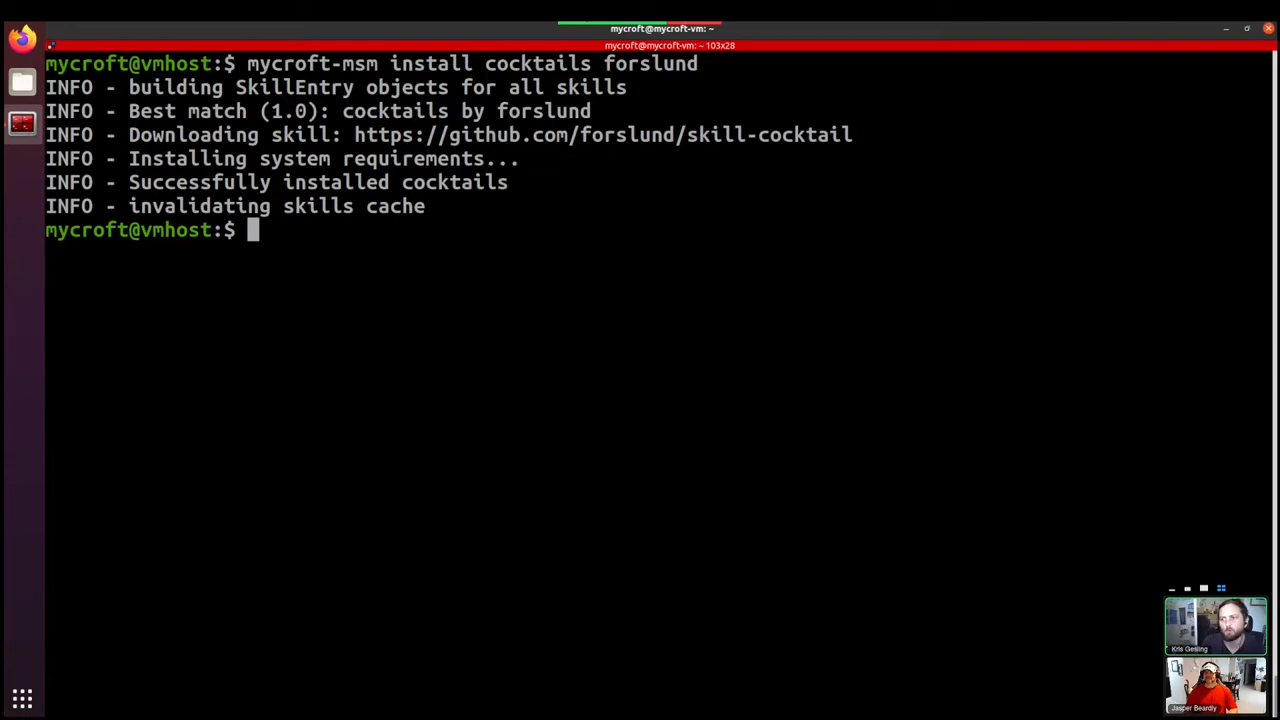 mycroft@mycroft-vm: ~
mycroft@mycroft-vm: ~ 103x28
mycroft@vmhost:$ mycroft-msm install cocktails forslund
INFO - building SkillEntry objects for all skills
INFO - Best match (1.0): cocktails by forslund
INFO - Downloading skill: https://github.com/forslund/skill-cocktail
INFO - Installing system requirements...
INFO - Successfully installed cocktails
INFO - invalidating skills cache
mycroft@vmhost:$
Kris Gesling
Jasper Beardly